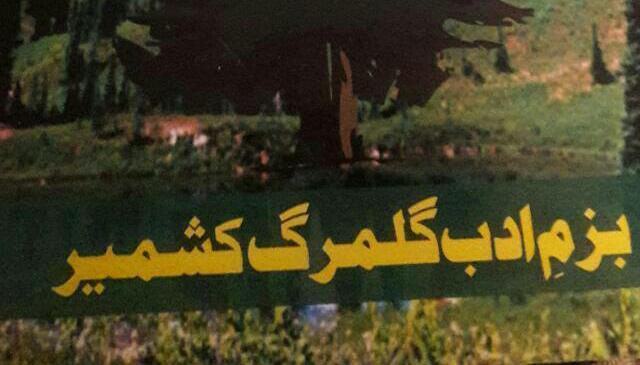 بزمِ ادب گلمرگ کشمیر